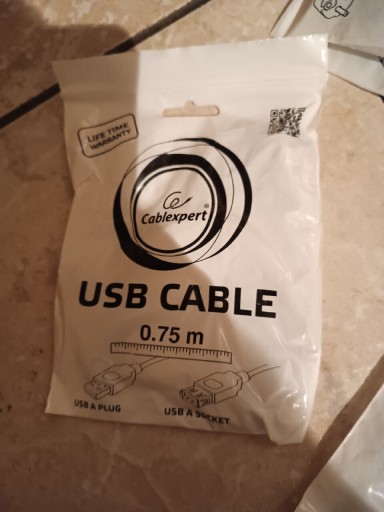 LIFE TIME
WARRANTY
Cablexpert®
USB CABLE
0.75 m
USB A PLUG
USB A SOCKET